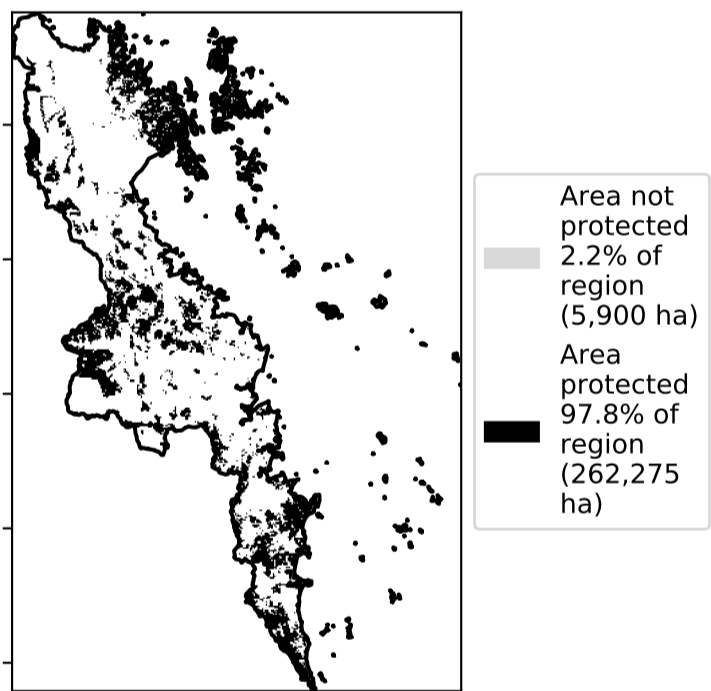 Area not
protected
2.2% of
region
(5,900 ha)
Area
protected
97.8% of
region
(262,275
ha)